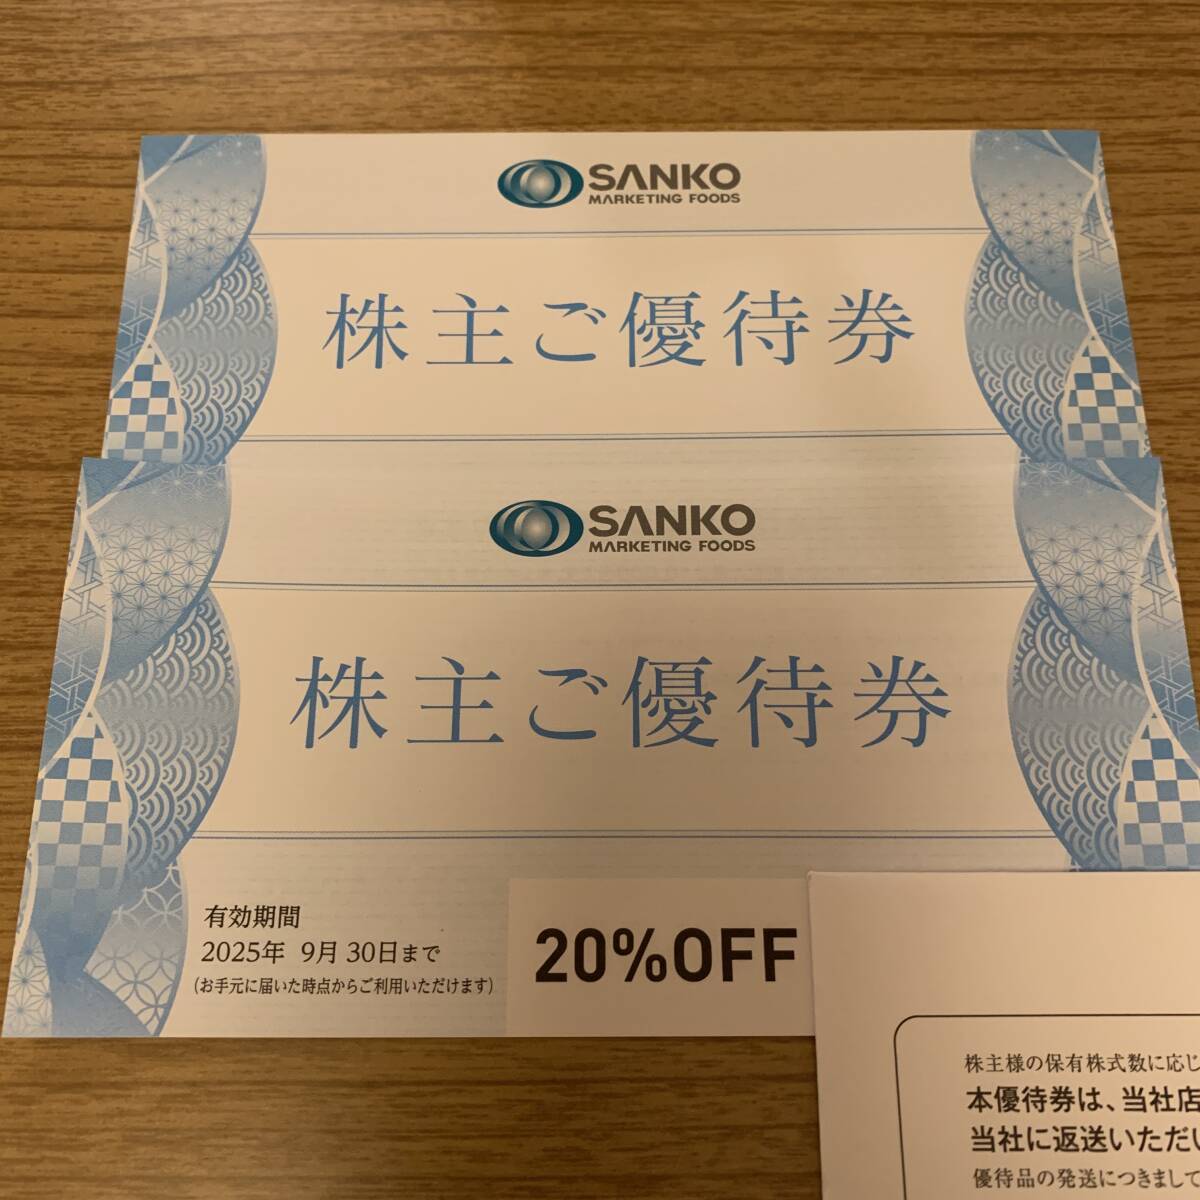 SANKO
MARKETING FOODS
株主ご優待券
SANKO
MARKETING FOODS
株主ご優待券
有効期間
2025年 9月 30日まで
(お手元に届いた時点からご利用いただけます)
20%OFF
株主様の保有株式数に応じ
本優待券は、当社店
当社に返送いただい
優待品の発送につきまして